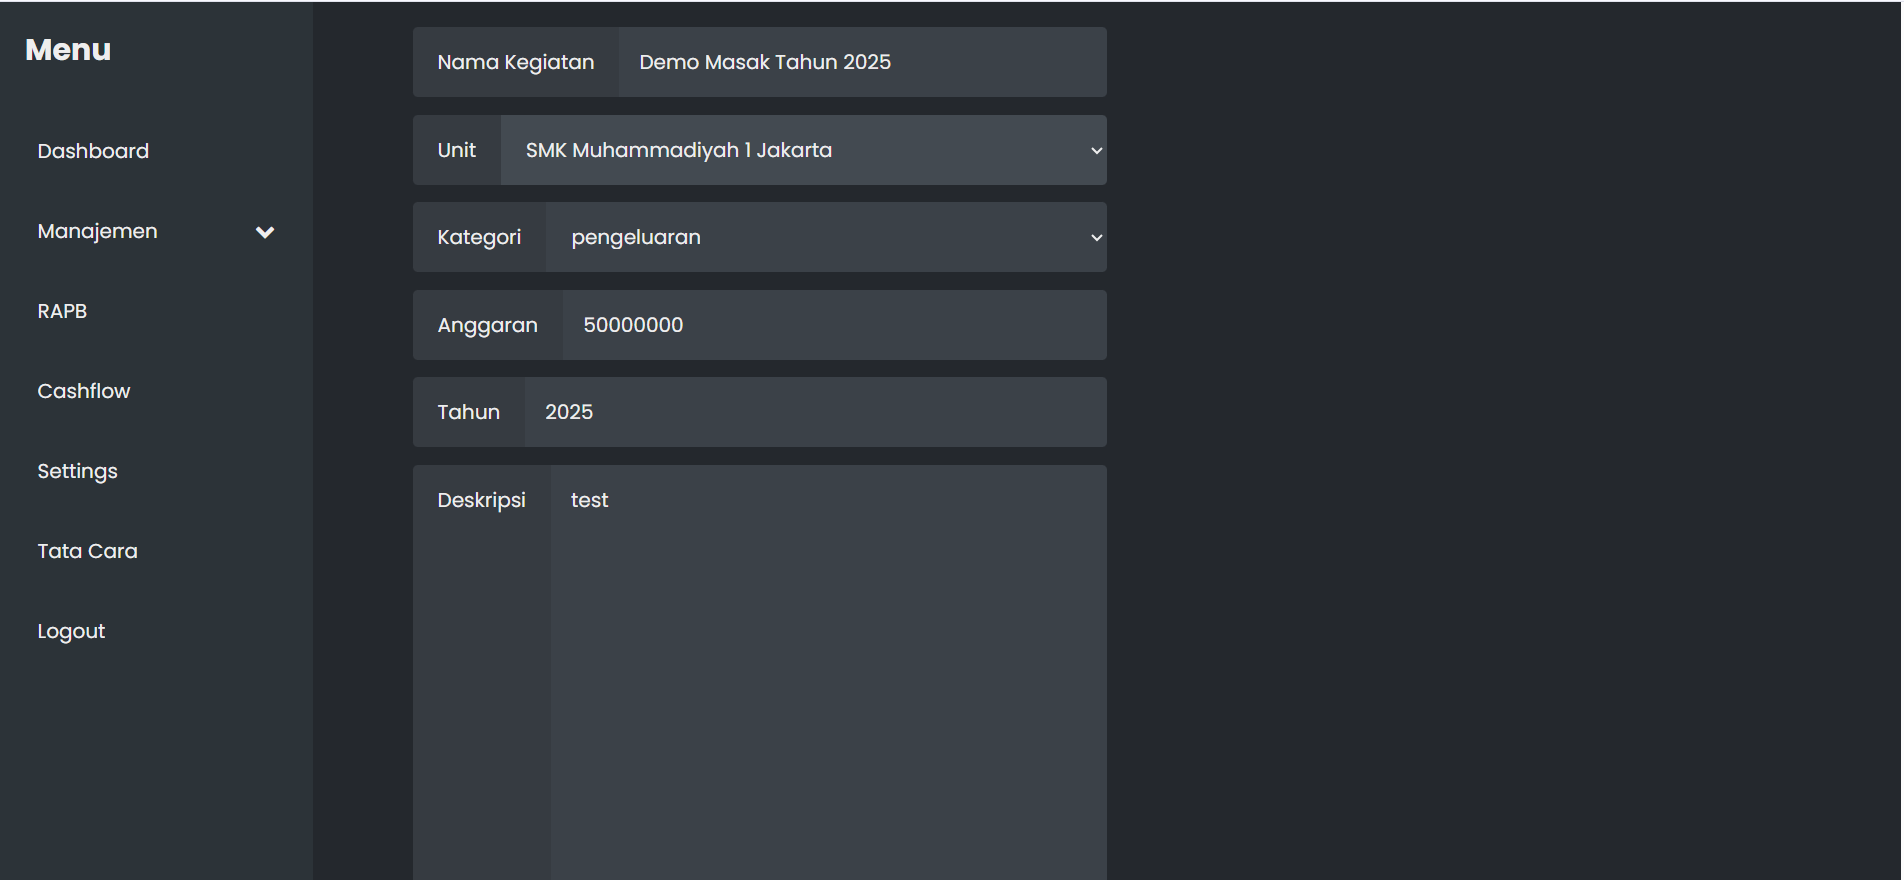 Menu
Dashboard
Manajemen
RAPB
Cashflow
Settings
Tata Cara
Logout
Nama Kegiatan Demo Masak Tahun 2025
Unit SMK Muhammadiyah 1 Jakarta
Kategori pengeluaran
Anggaran 50000000
Tahun 2025
Deskripsi test